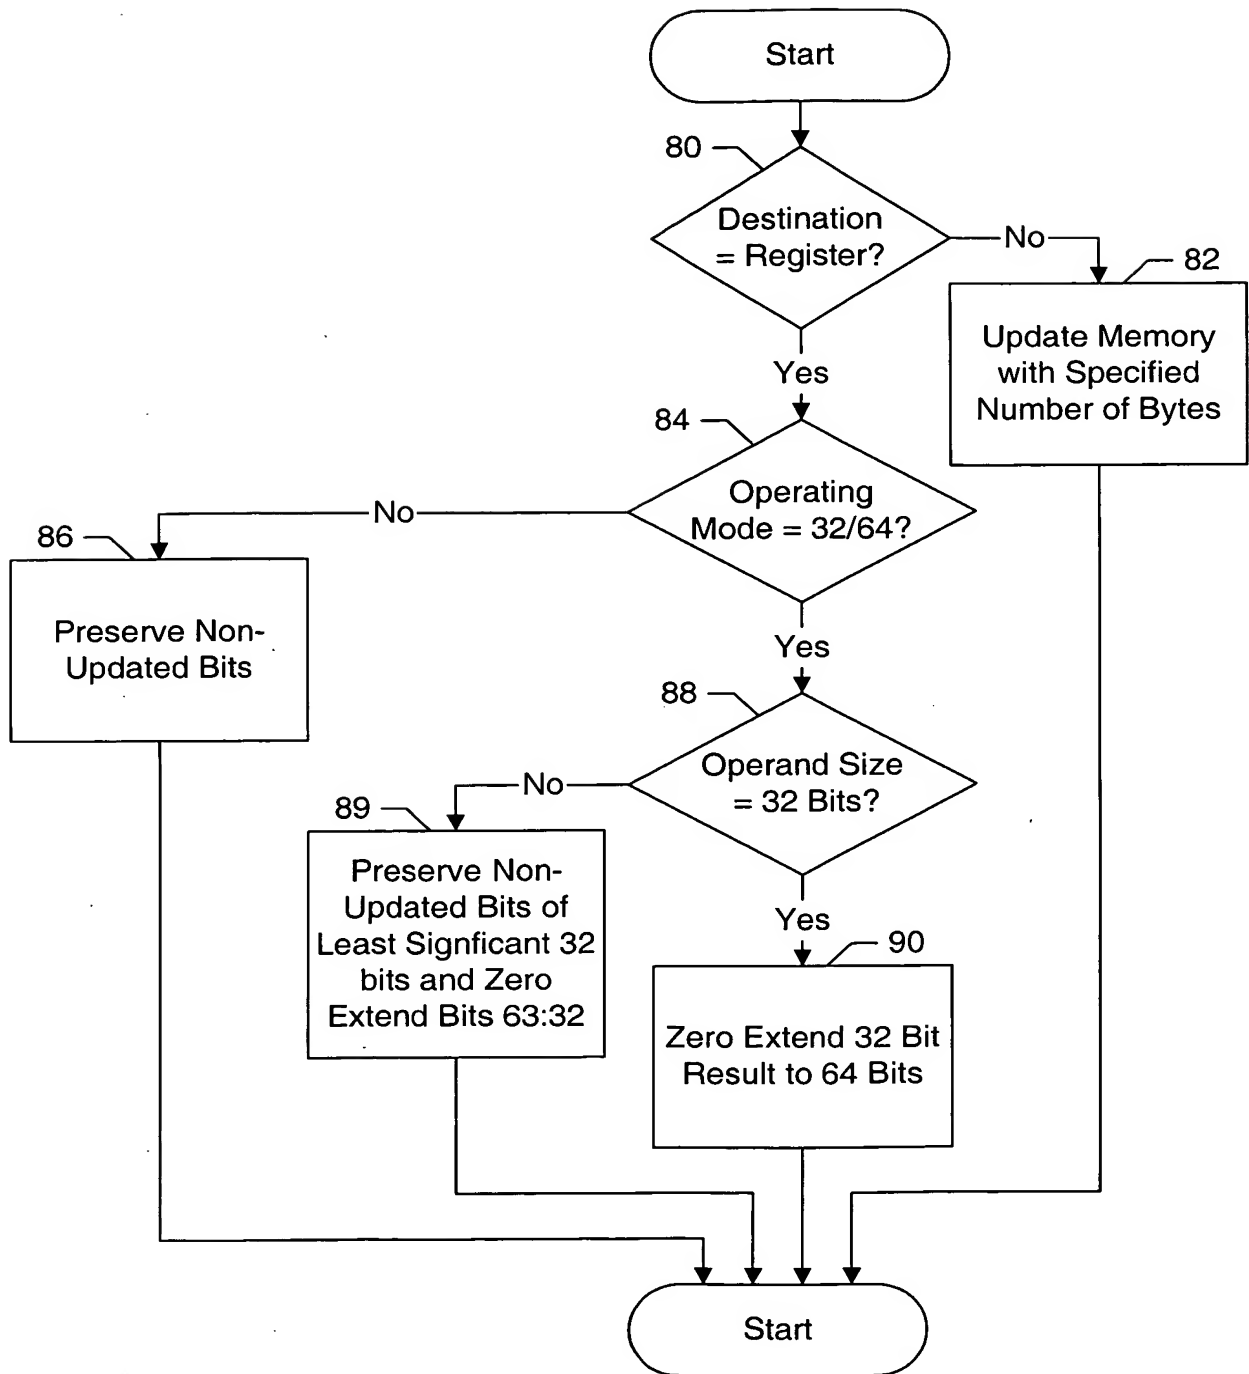 Start
80
Destination
= Register?
No
82
Update Memory
with Specified
Number of Bytes
Yes
84
Operating
Mode = 32/64?
No
86
Preserve Non-
Updated Bits
Yes
88
Operand Size
= 32 Bits?
No
89
Preserve Non-
Updated Bits of
Least Signficant 32
bits and Zero
Extend Bits 63:32
Yes
90
Zero Extend 32 Bit
Result to 64 Bits
Start